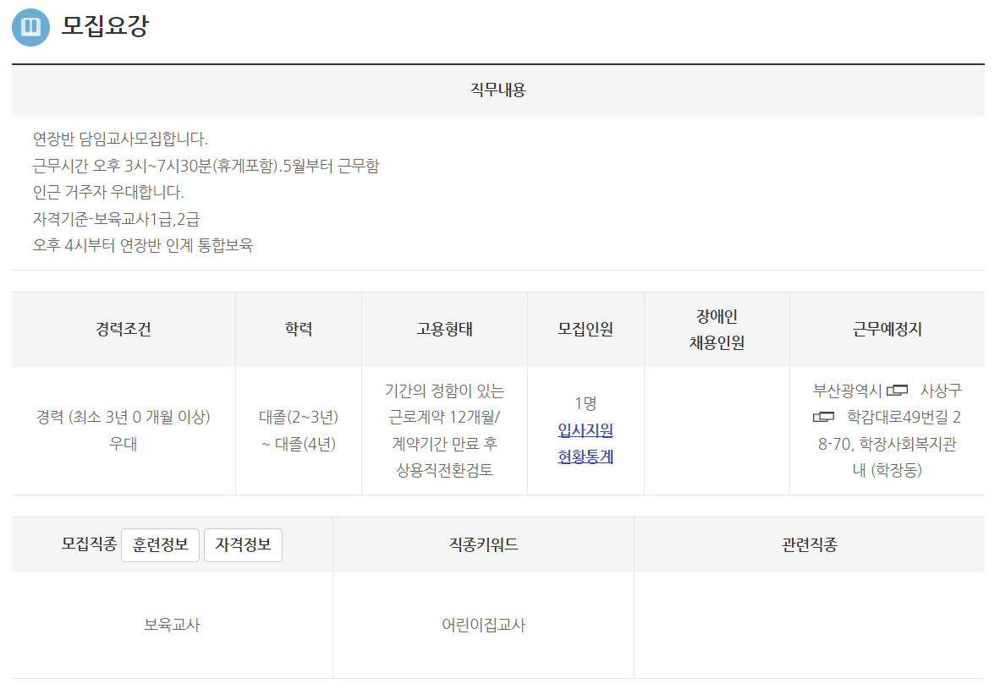 모집요강
직무내용
연장반 담임교사모집합니다.
근무시간 오후 3시~7시30분(휴게포함).5월부터 근무함
인근 거주자 우대합니다.
자격기준-보육교사1급,2급
오후 4시부터 연장반 인계 통합보육
경력조건
학력
고용형태
모집인원
장애인
채용인원
근무예정지
경력 (최소 3년 0 개월 이상)
우대
대졸(2~3년)
~ 대졸(4년)
기간의 정함이 있는
근로계약 12개월/
계약기간 만료 후
상용직전환검토
1명
입사지원
현황통계
부산광역시 사상구
학감대로49번길 2
8-70, 학장사회복지관
내 (학장동)
모집직종 훈련정보 자격정보
직종키워드
관련직종
보육교사
어린이집교사